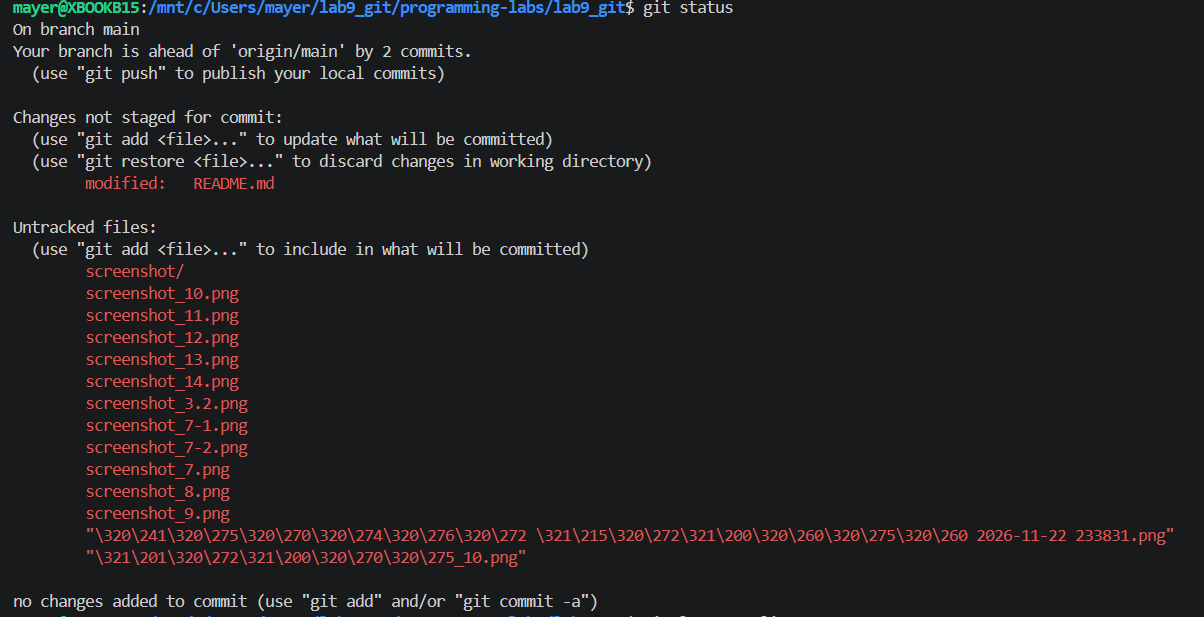 mayer@XBOOKB15:/mnt/c/Users/mayer/lab9_git/programming-labs/lab9_git$ git status
On branch main
Your branch is ahead of 'origin/main' by 2 commits.
  (use "git push" to publish your local commits)

Changes not staged for commit:
  (use "git add <file>..." to update what will be committed)
  (use "git restore <file>..." to discard changes in working directory)
        modified:   README.md

Untracked files:
  (use "git add <file>..." to include in what will be committed)
        screenshot/
        screenshot_10.png
        screenshot_11.png
        screenshot_12.png
        screenshot_13.png
        screenshot_14.png
        screenshot_3.2.png
        screenshot_7-1.png
        screenshot_7-2.png
        screenshot_7.png
        screenshot_8.png
        screenshot_9.png
        "\320\241\320\275\320\270\320\274\320\276\320\272 \321\215\320\272\321\200\320\260\320\275\320\260 2026-11-22 233831.png"
        "\321\201\320\272\321\200\320\270\320\275_10.png"

no changes added to commit (use "git add" and/or "git commit -a")